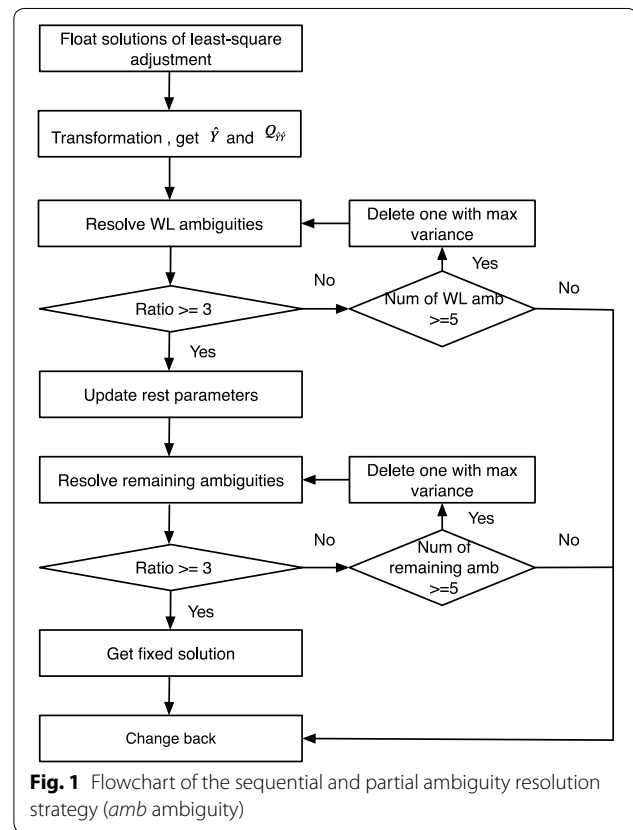 Float solutions of least-square
adjustment
Transformation , get Ŷ and Q_ŶŶ
Resolve WL ambiguities
Delete one with max
variance
Yes
No
Ratio >= 3
Num of WL amb
>=5
No
Yes
Update rest parameters
Resolve remaining ambiguities
Delete one with max
variance
Yes
No
Ratio >= 3
Num of
remaining amb
>=5
No
Yes
Get fixed solution
Change back
Fig. 1 Flowchart of the sequential and partial ambiguity resolution
strategy (amb ambiguity)